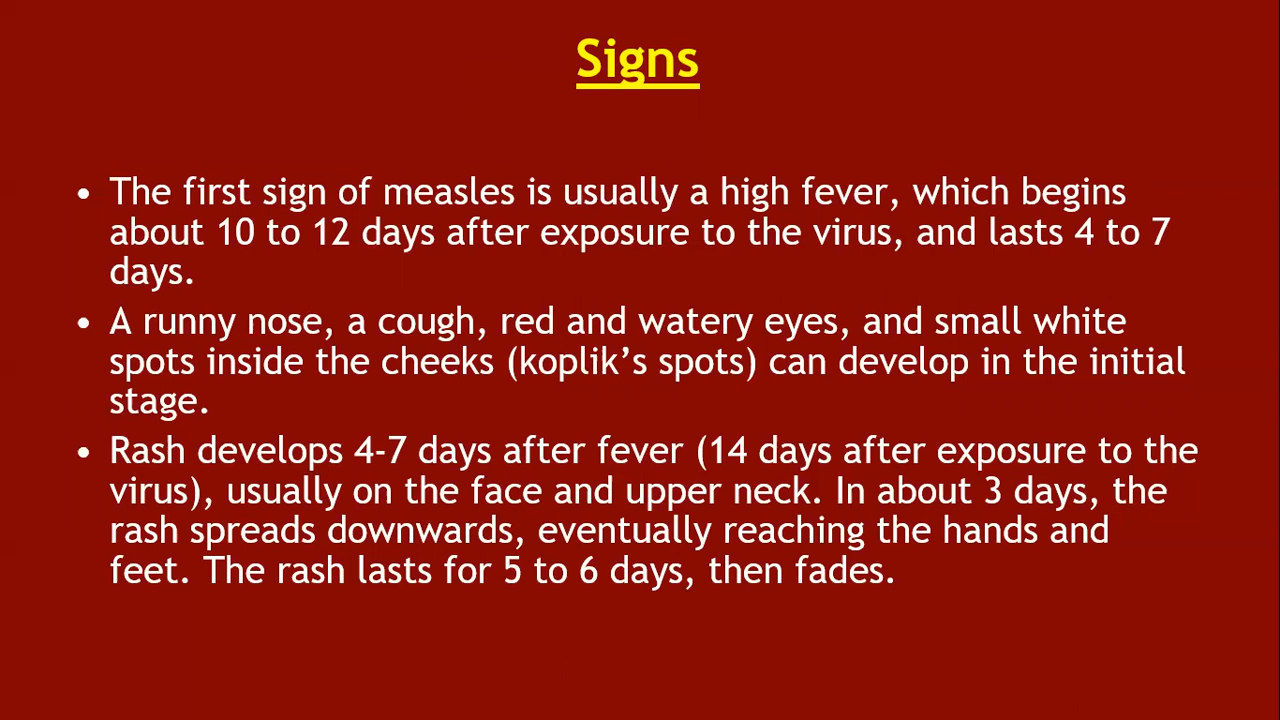 Signs
• The first sign of measles is usually a high fever, which begins
about 10 to 12 days after exposure to the virus, and lasts 4 to 7
days.
• A runny nose, a cough, red and watery eyes, and small white
spots inside the cheeks (koplik’s spots) can develop in the initial
stage.
• Rash develops 4-7 days after fever (14 days after exposure to the
virus), usually on the face and upper neck. In about 3 days, the
rash spreads downwards, eventually reaching the hands and
feet. The rash lasts for 5 to 6 days, then fades.